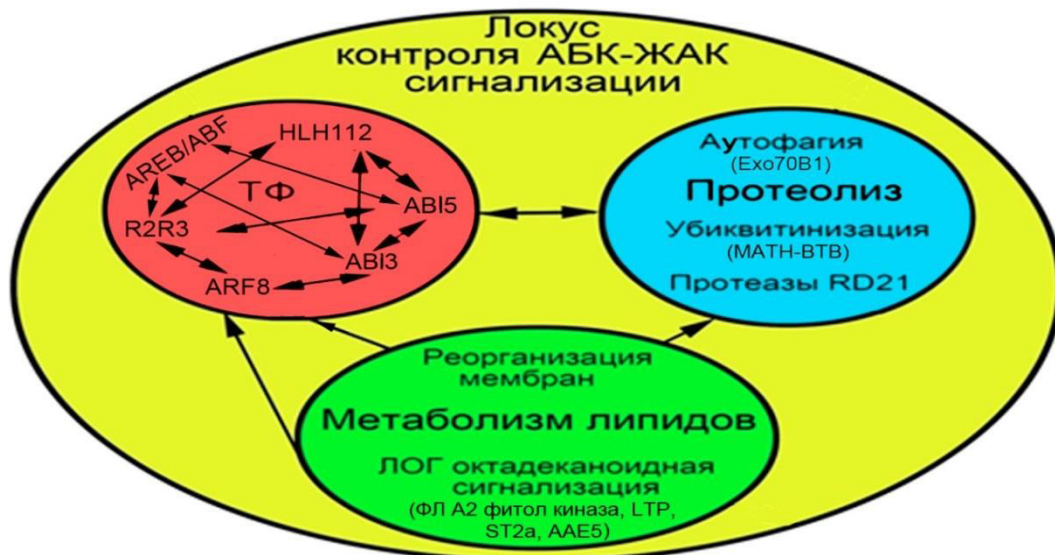 Локус
контроля АБК-ЖАК
сигнализации
AREB/ABF
HLH112
ТФ
ABI5
R2R3
ABI3
ARF8
Аутофагия
(Exo70B1)
Протеолиз
Убиквитинизация
(MATH-BTB)
Протеазы RD21
Реорганизация
мембран
Метаболизм липидов
ЛОГ октадеканоидная
сигнализация
(ФЛ А2 фитол киназа, LTP,
ST2a, AAE5)